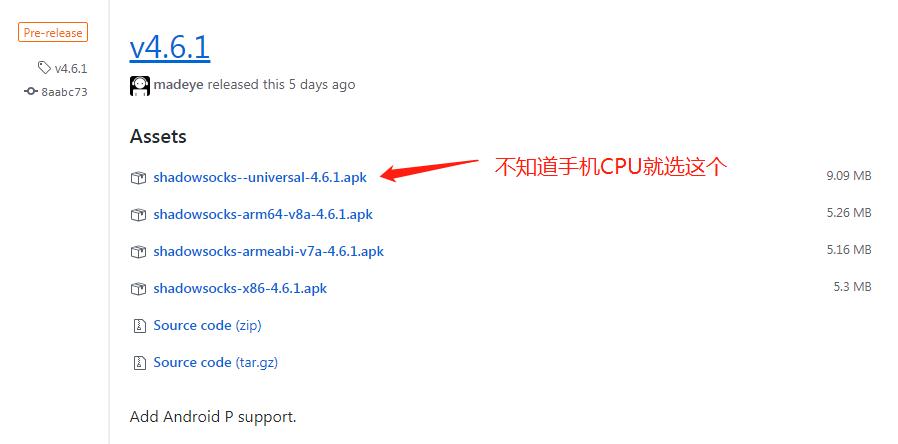 Pre-release
v4.6.1
8aabc73
v4.6.1
madeye released this 5 days ago
Assets
shadowsocks--universal-4.6.1.apk
不知道手机CPU就选这个
9.09 MB
shadowsocks-arm64-v8a-4.6.1.apk
5.26 MB
shadowsocks-armeabi-v7a-4.6.1.apk
5.16 MB
shadowsocks-x86-4.6.1.apk
5.3 MB
Source code (zip)
Source code (tar.gz)
Add Android P support.